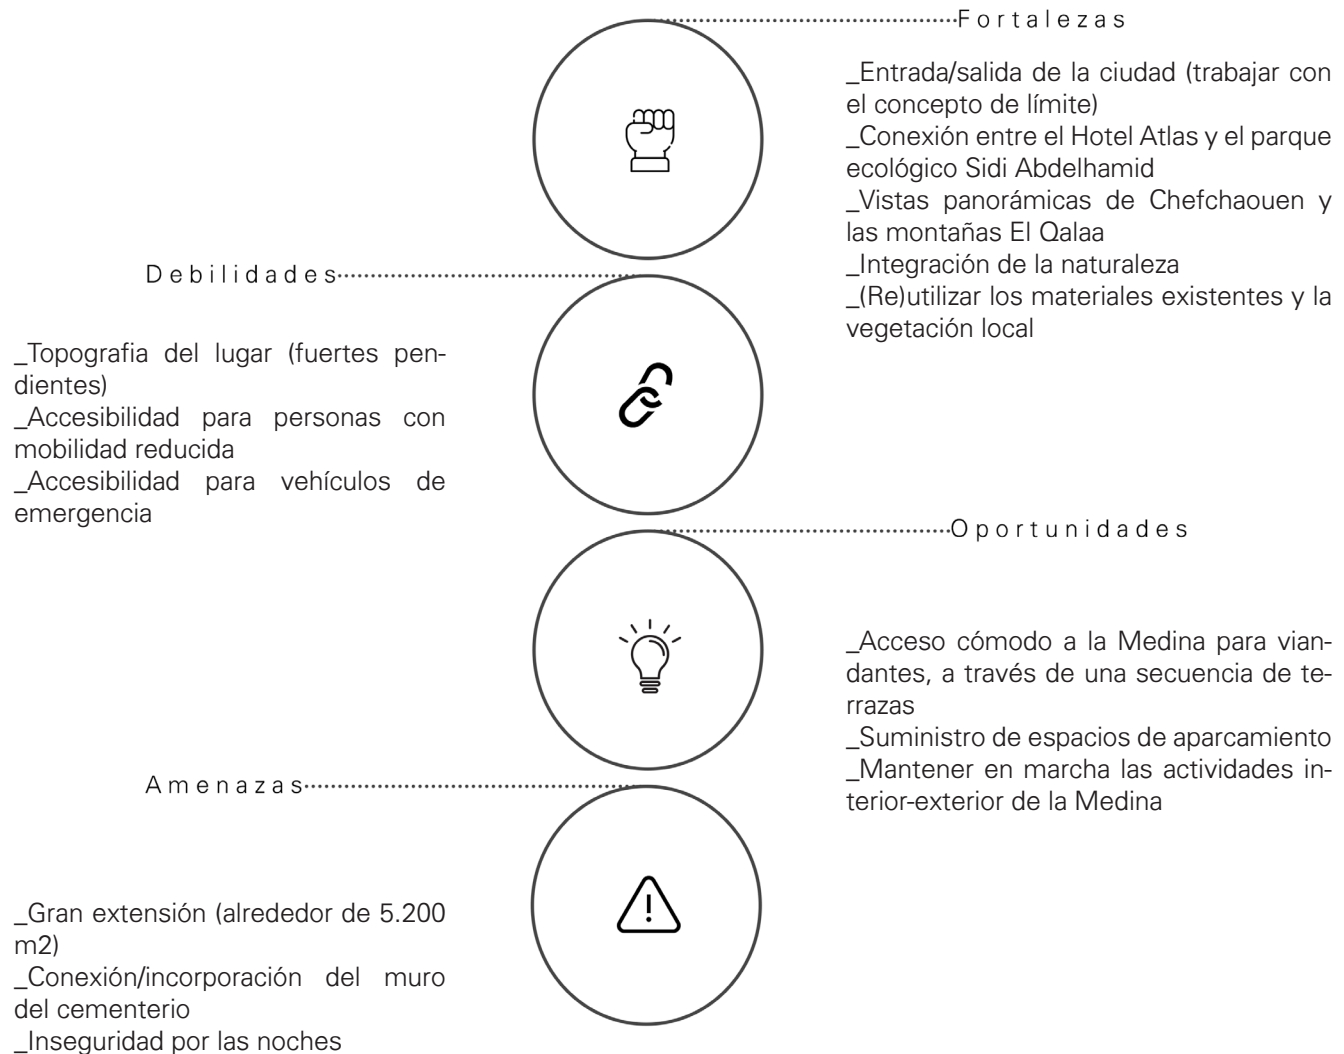 Fortalezas
_Entrada/salida de la ciudad (trabajar con
el concepto de límite)
_Conexión entre el Hotel Atlas y el parque
ecológico Sidi Abdelhamid
_Vistas panorámicas de Chefchaouen y
las montañas El Qalaa
_Integración de la naturaleza
_(Re)utilizar los materiales existentes y la
vegetación local
Debilidades
_Topografia del lugar (fuertes pen-
dientes)
_Accesibilidad para personas con
mobilidad reducida
_Accesibilidad para vehículos de
emergencia
Oportunidades
_Acceso cómodo a la Medina para vian-
dantes, a través de una secuencia de te-
rrazas
_Suministro de espacios de aparcamiento
_Mantener en marcha las actividades in-
terior-exterior de la Medina
Amenazas
_Gran extensión (alrededor de 5.200
m2)
_Conexión/incorporación del muro
del cementerio
_Inseguridad por las noches